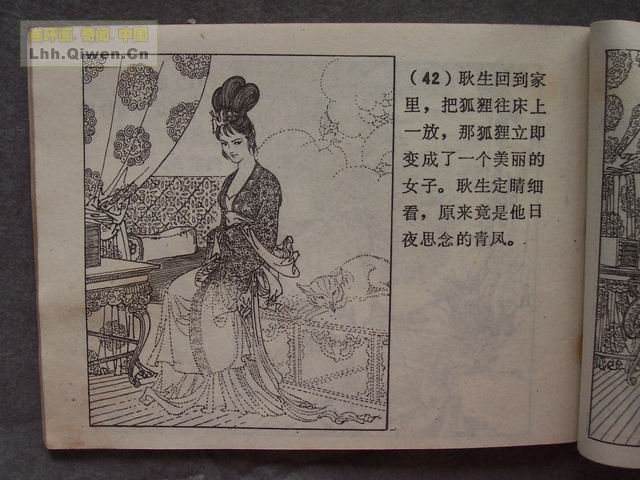 连环画.奇闻.中国
Lhh.Qiwen.Cn
（42）耿生回到家
里，把狐狸往床上
一放，那狐狸立即
变成了一个美丽的
女子。耿生定睛细
看，原来竟是他日
夜思念的青凤。